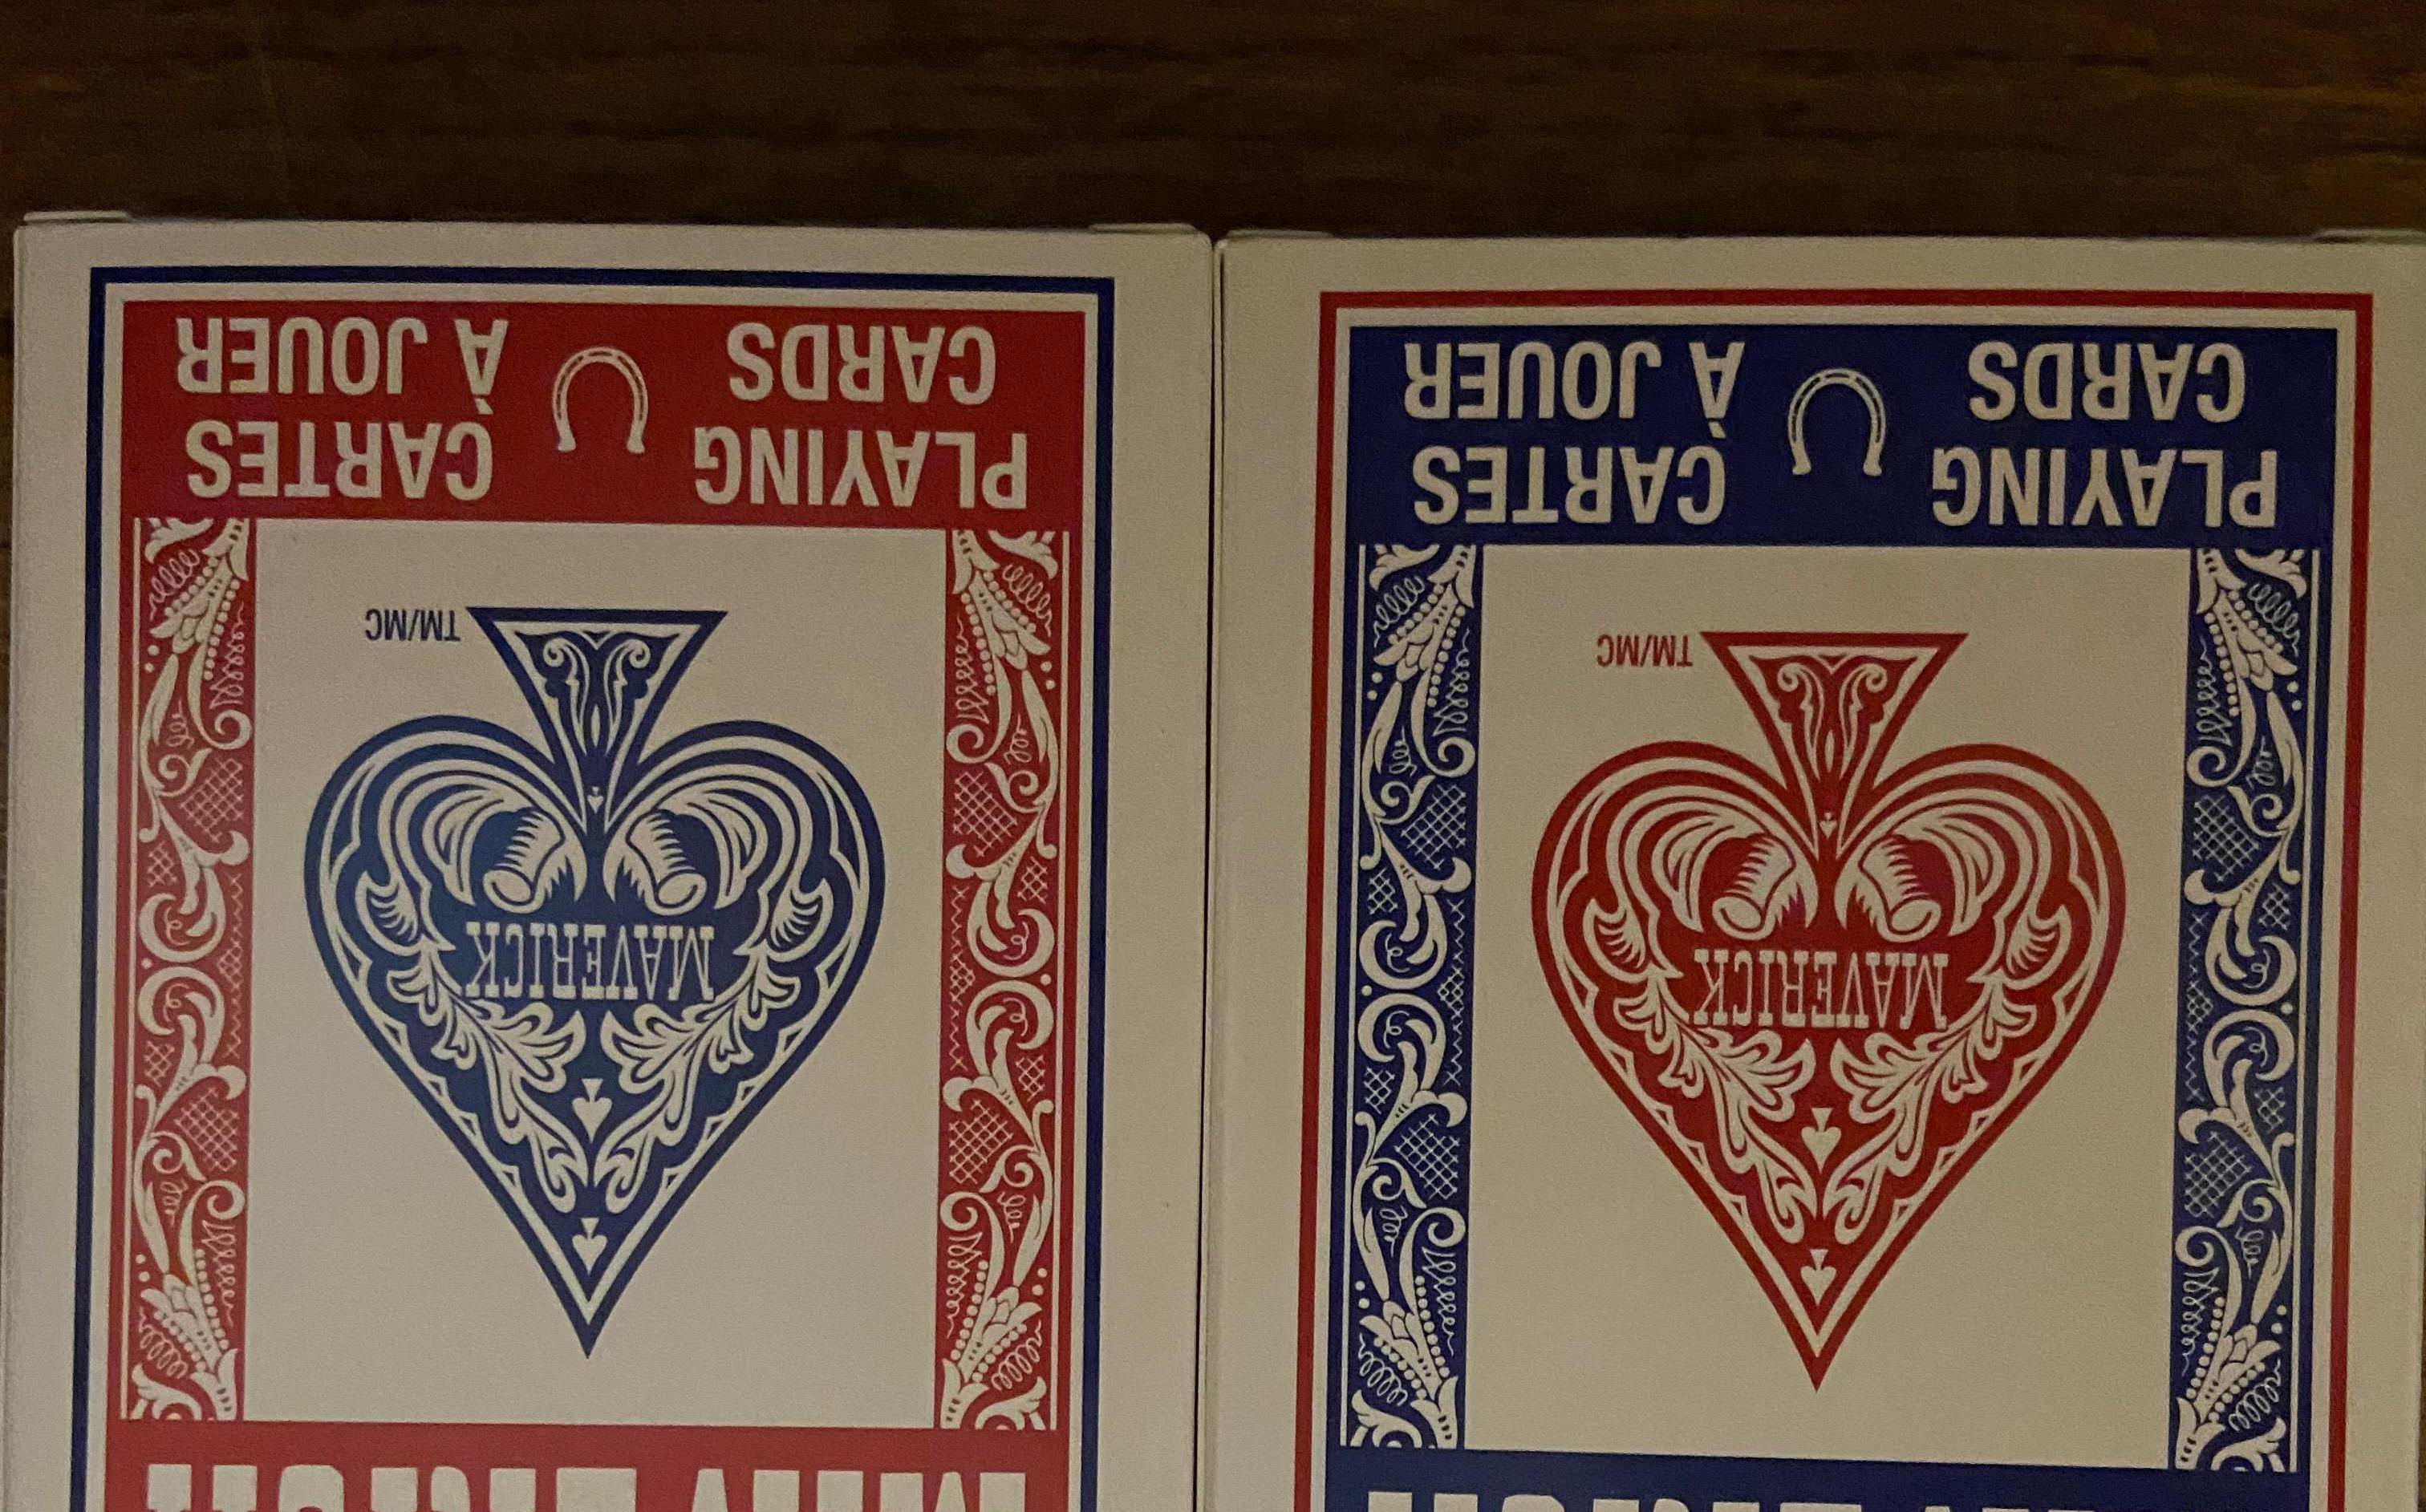 MAVERICK
TM/MC
PLAYING CARTES
CARDS À JOUER
MAVERICK
TM/MC
PLAYING CARTES
CARDS À JOUER